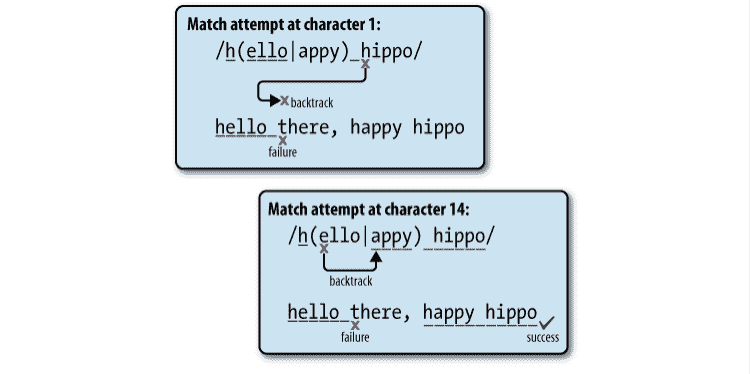 Match attempt at character 1:
/h(ello|appy) hippo/
backtrack
hello there, happy hippo
failure
Match attempt at character 14:
/h(ello|appy) hippo/
backtrack
hello there, happy hippo
failure
success